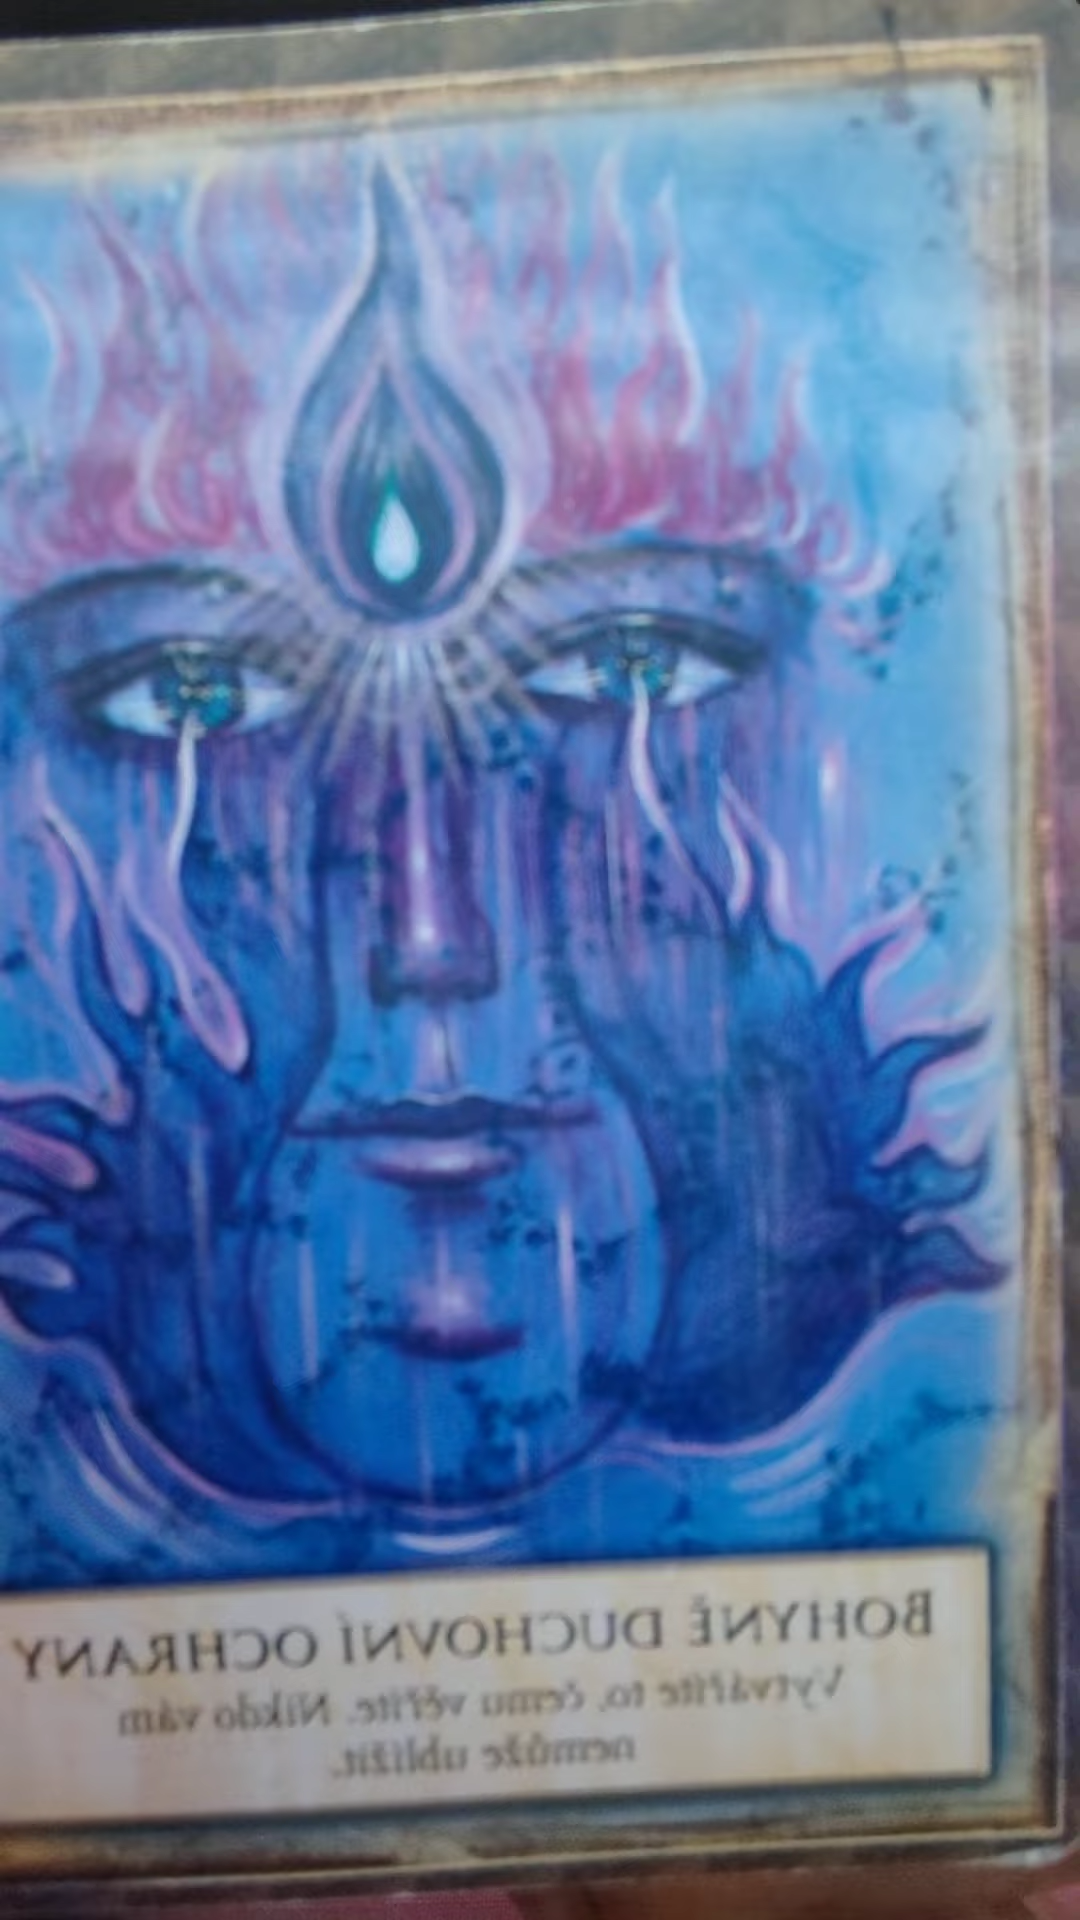 BOHYNĚ DUCHOVNÍ OCHRANY
Vytváříte to, čemu věříte. Nikdo vám
nemůže ublížit.